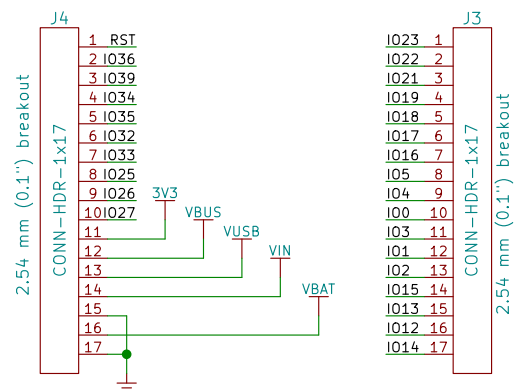 J4
1 RST
2 IO36
3 IO39
4 IO34
5 IO35
6 IO32
7 IO33
8 IO25
9 IO26
10 IO27
11
12
13
14
15
16
17
CONN-HDR-1x17
2.54 mm (0.1") breakout
3V3
VBUS
VUSB
VIN
VBAT
J3
IO23 1
IO22 2
IO21 3
IO19 4
IO18 5
IO17 6
IO16 7
IO5 8
IO4 9
IO0 10
IO3 11
IO1 12
IO2 13
IO15 14
IO13 15
IO12 16
IO14 17
CONN-HDR-1x17
2.54 mm (0.1") breakout